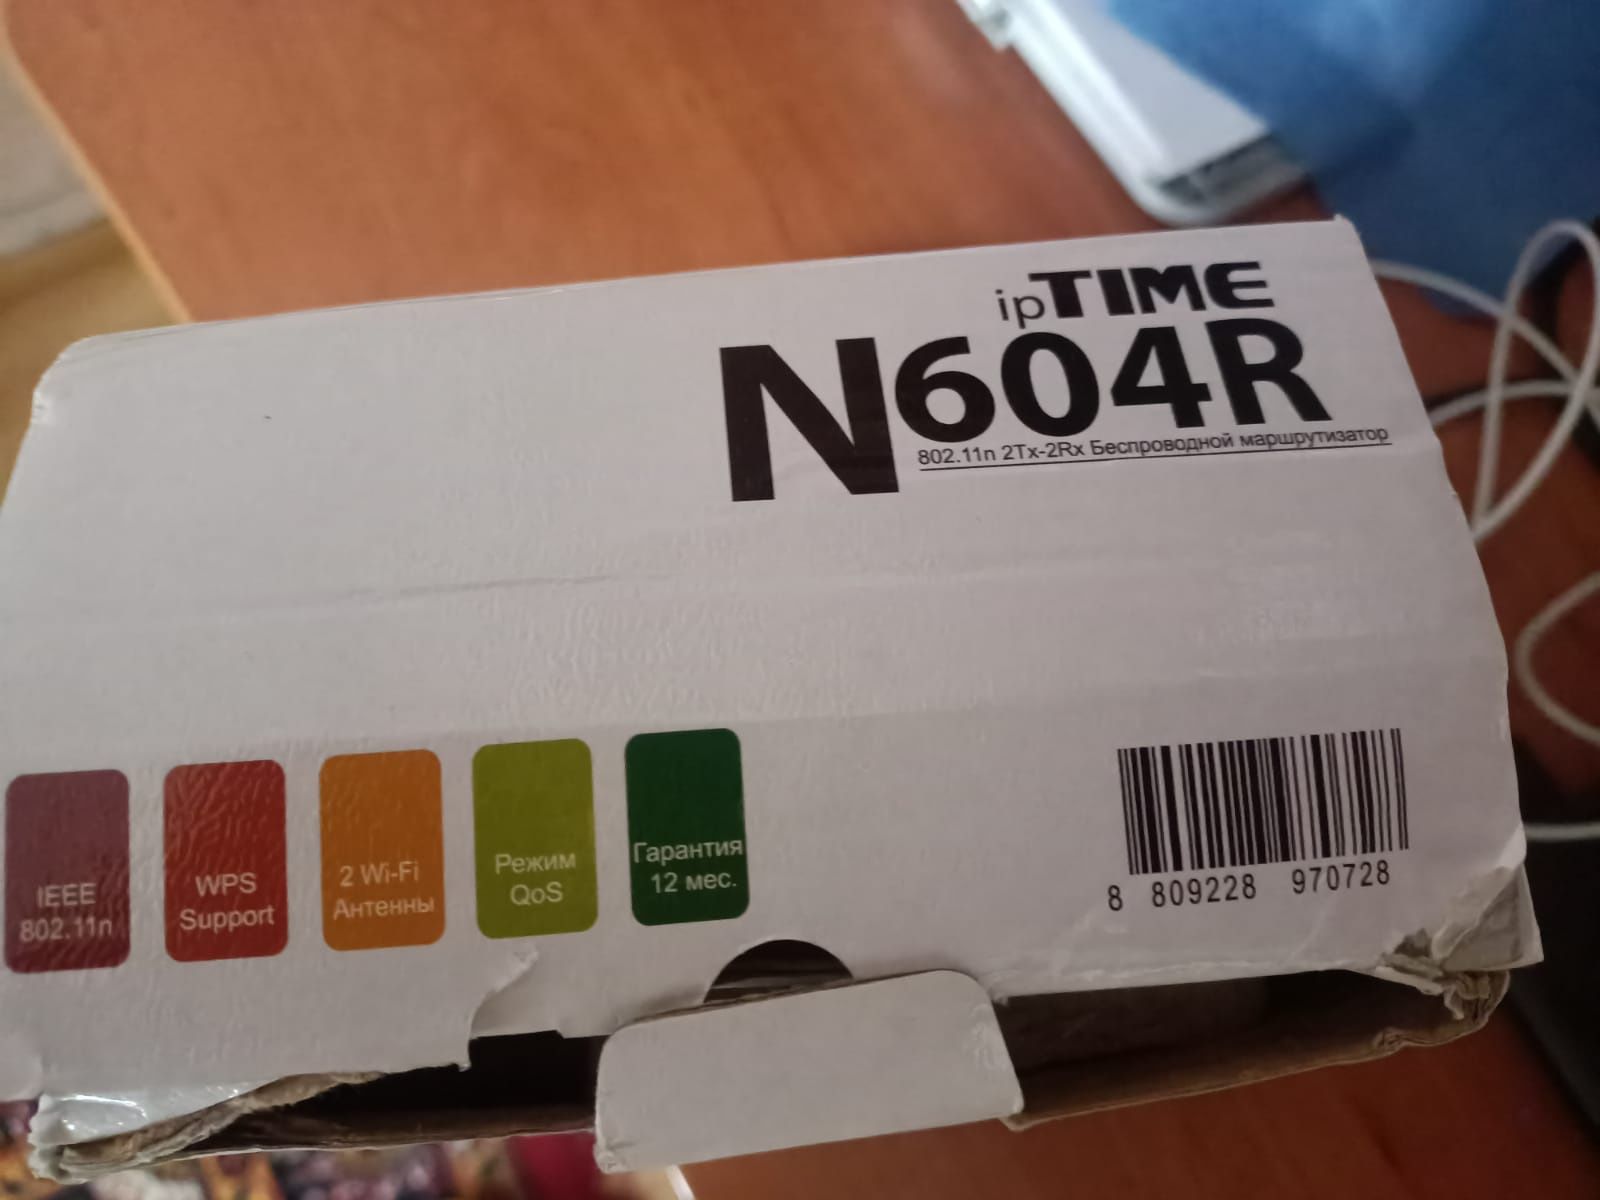 ipTIME
N604R
802.11n 2Tx-2Rx Беспроводной маршрутизатор
IEEE
802.11n
WPS
Support
2 Wi-Fi
Антенны
Режим
QoS
Гарантия
12 мес.
8 809228 970728